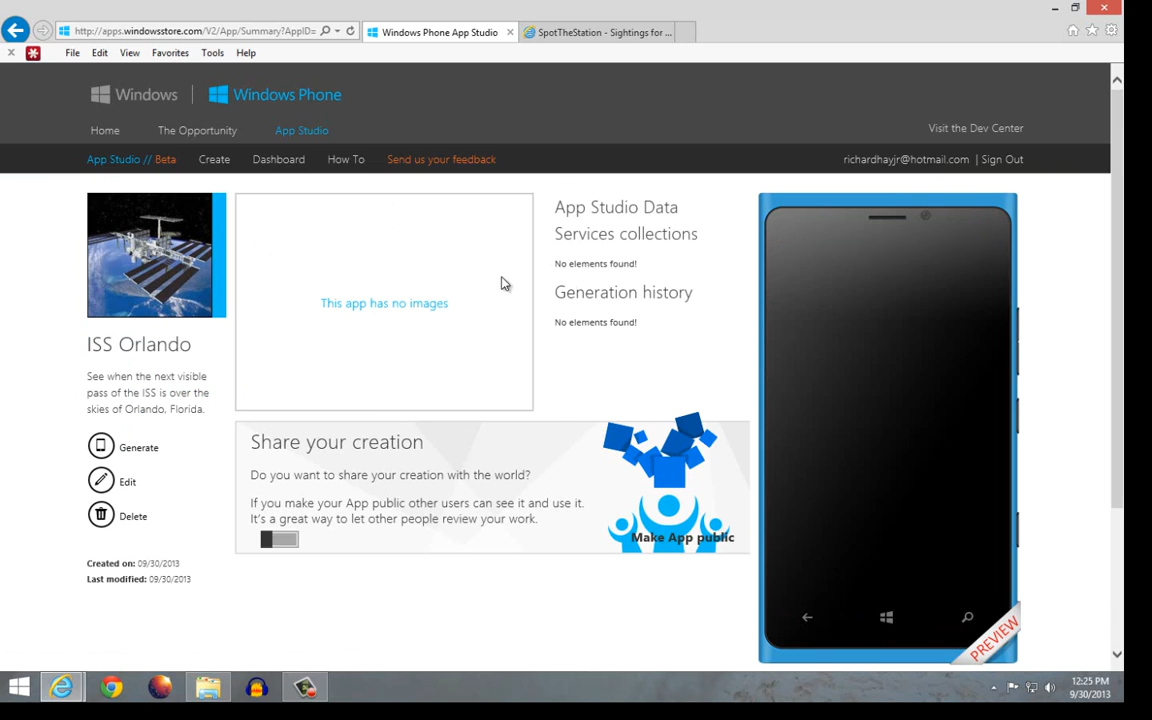 http://apps.windowsstore.com/V2/App/Summary?AppID=
Windows Phone App Studio
SpotTheStation - Sightings for ...
File Edit View Favorites Tools Help
Windows | Windows Phone
Home The Opportunity App Studio
Visit the Dev Center
App Studio // Beta Create Dashboard How To Send us your feedback
richardhayjr@hotmail.com | Sign Out
This app has no images
App Studio Data
Services collections
No elements found!
Generation history
No elements found!
ISS Orlando
See when the next visible
pass of the ISS is over the
skies of Orlando, Florida.
Generate
Edit
Delete
Created on: 09/30/2013
Last modified: 09/30/2013
Share your creation
Do you want to share your creation with the world?
If you make your App public other users can see it and use it.
It's a great way to let other people review your work.
Make App public
PREVIEW
12:25 PM
9/30/2013